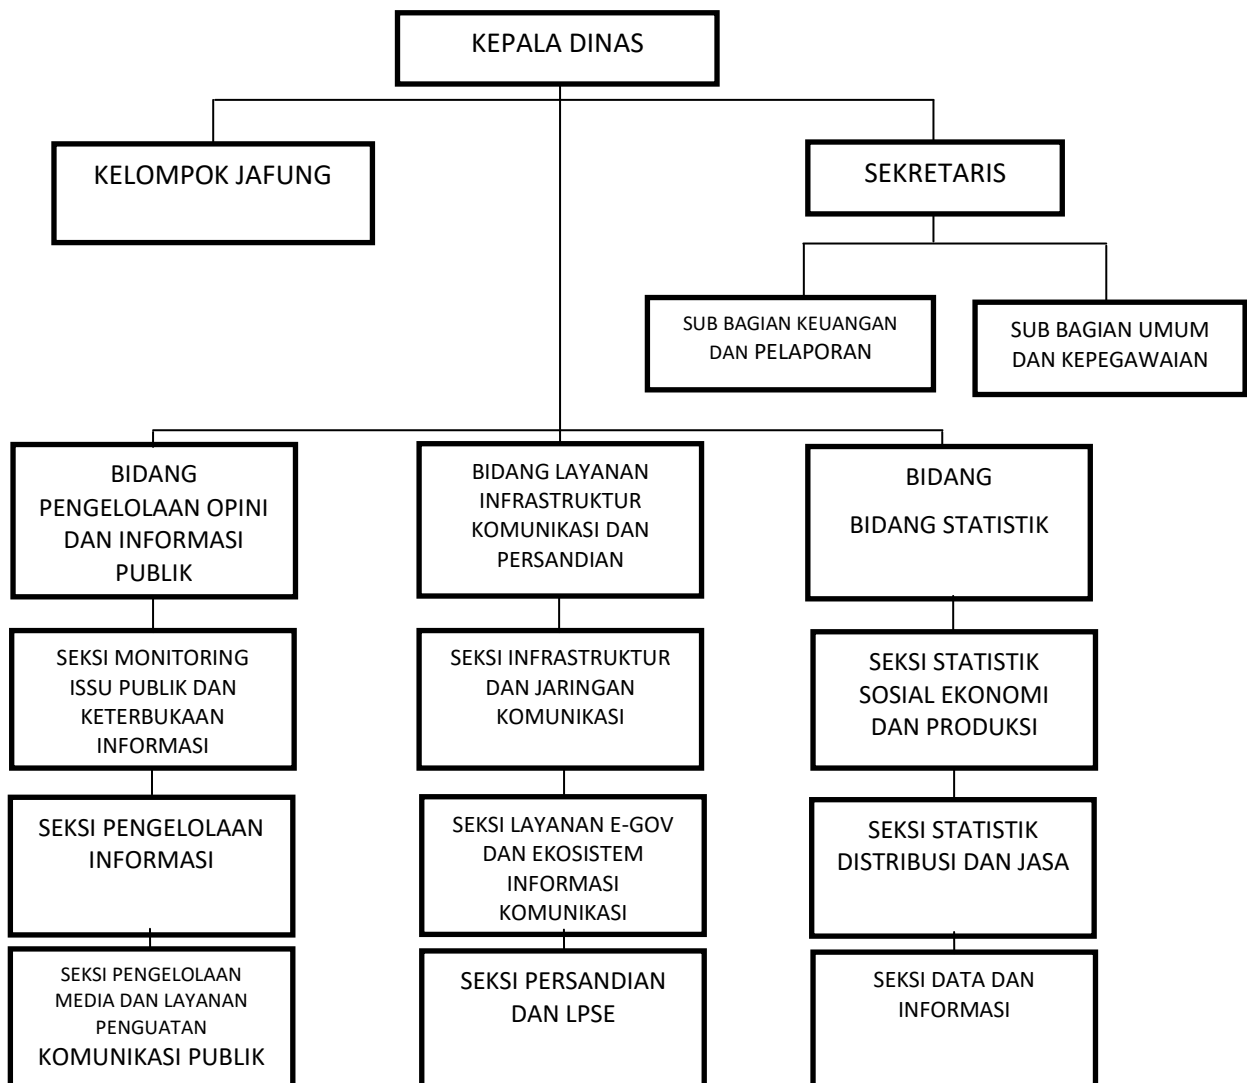 KEPALA DINAS
KELOMPOK JAFUNG
SEKRETARIS
SUB BAGIAN KEUANGAN
DAN PELAPORAN
SUB BAGIAN UMUM
DAN KEPEGAWAIAN
BIDANG
PENGELOLAAN OPINI
DAN INFORMASI
PUBLIK
BIDANG LAYANAN
INFRASTRUKTUR
KOMUNIKASI DAN
PERSANDIAN
BIDANG
BIDANG STATISTIK
SEKSI MONITORING
ISSU PUBLIK DAN
KETERBUKAAN
INFORMASI
SEKSI INFRASTRUKTUR
DAN JARINGAN
KOMUNIKASI
SEKSI STATISTIK
SOSIAL EKONOMI
DAN PRODUKSI
SEKSI PENGELOLAAN
INFORMASI
SEKSI LAYANAN E-GOV
DAN EKOSISTEM
INFORMASI
KOMUNIKASI
SEKSI STATISTIK
DISTRIBUSI DAN JASA
SEKSI PENGELOLAAN
MEDIA DAN LAYANAN
PENGUATAN
KOMUNIKASI PUBLIK
SEKSI PERSANDIAN
DAN LPSE
SEKSI DATA DAN
INFORMASI